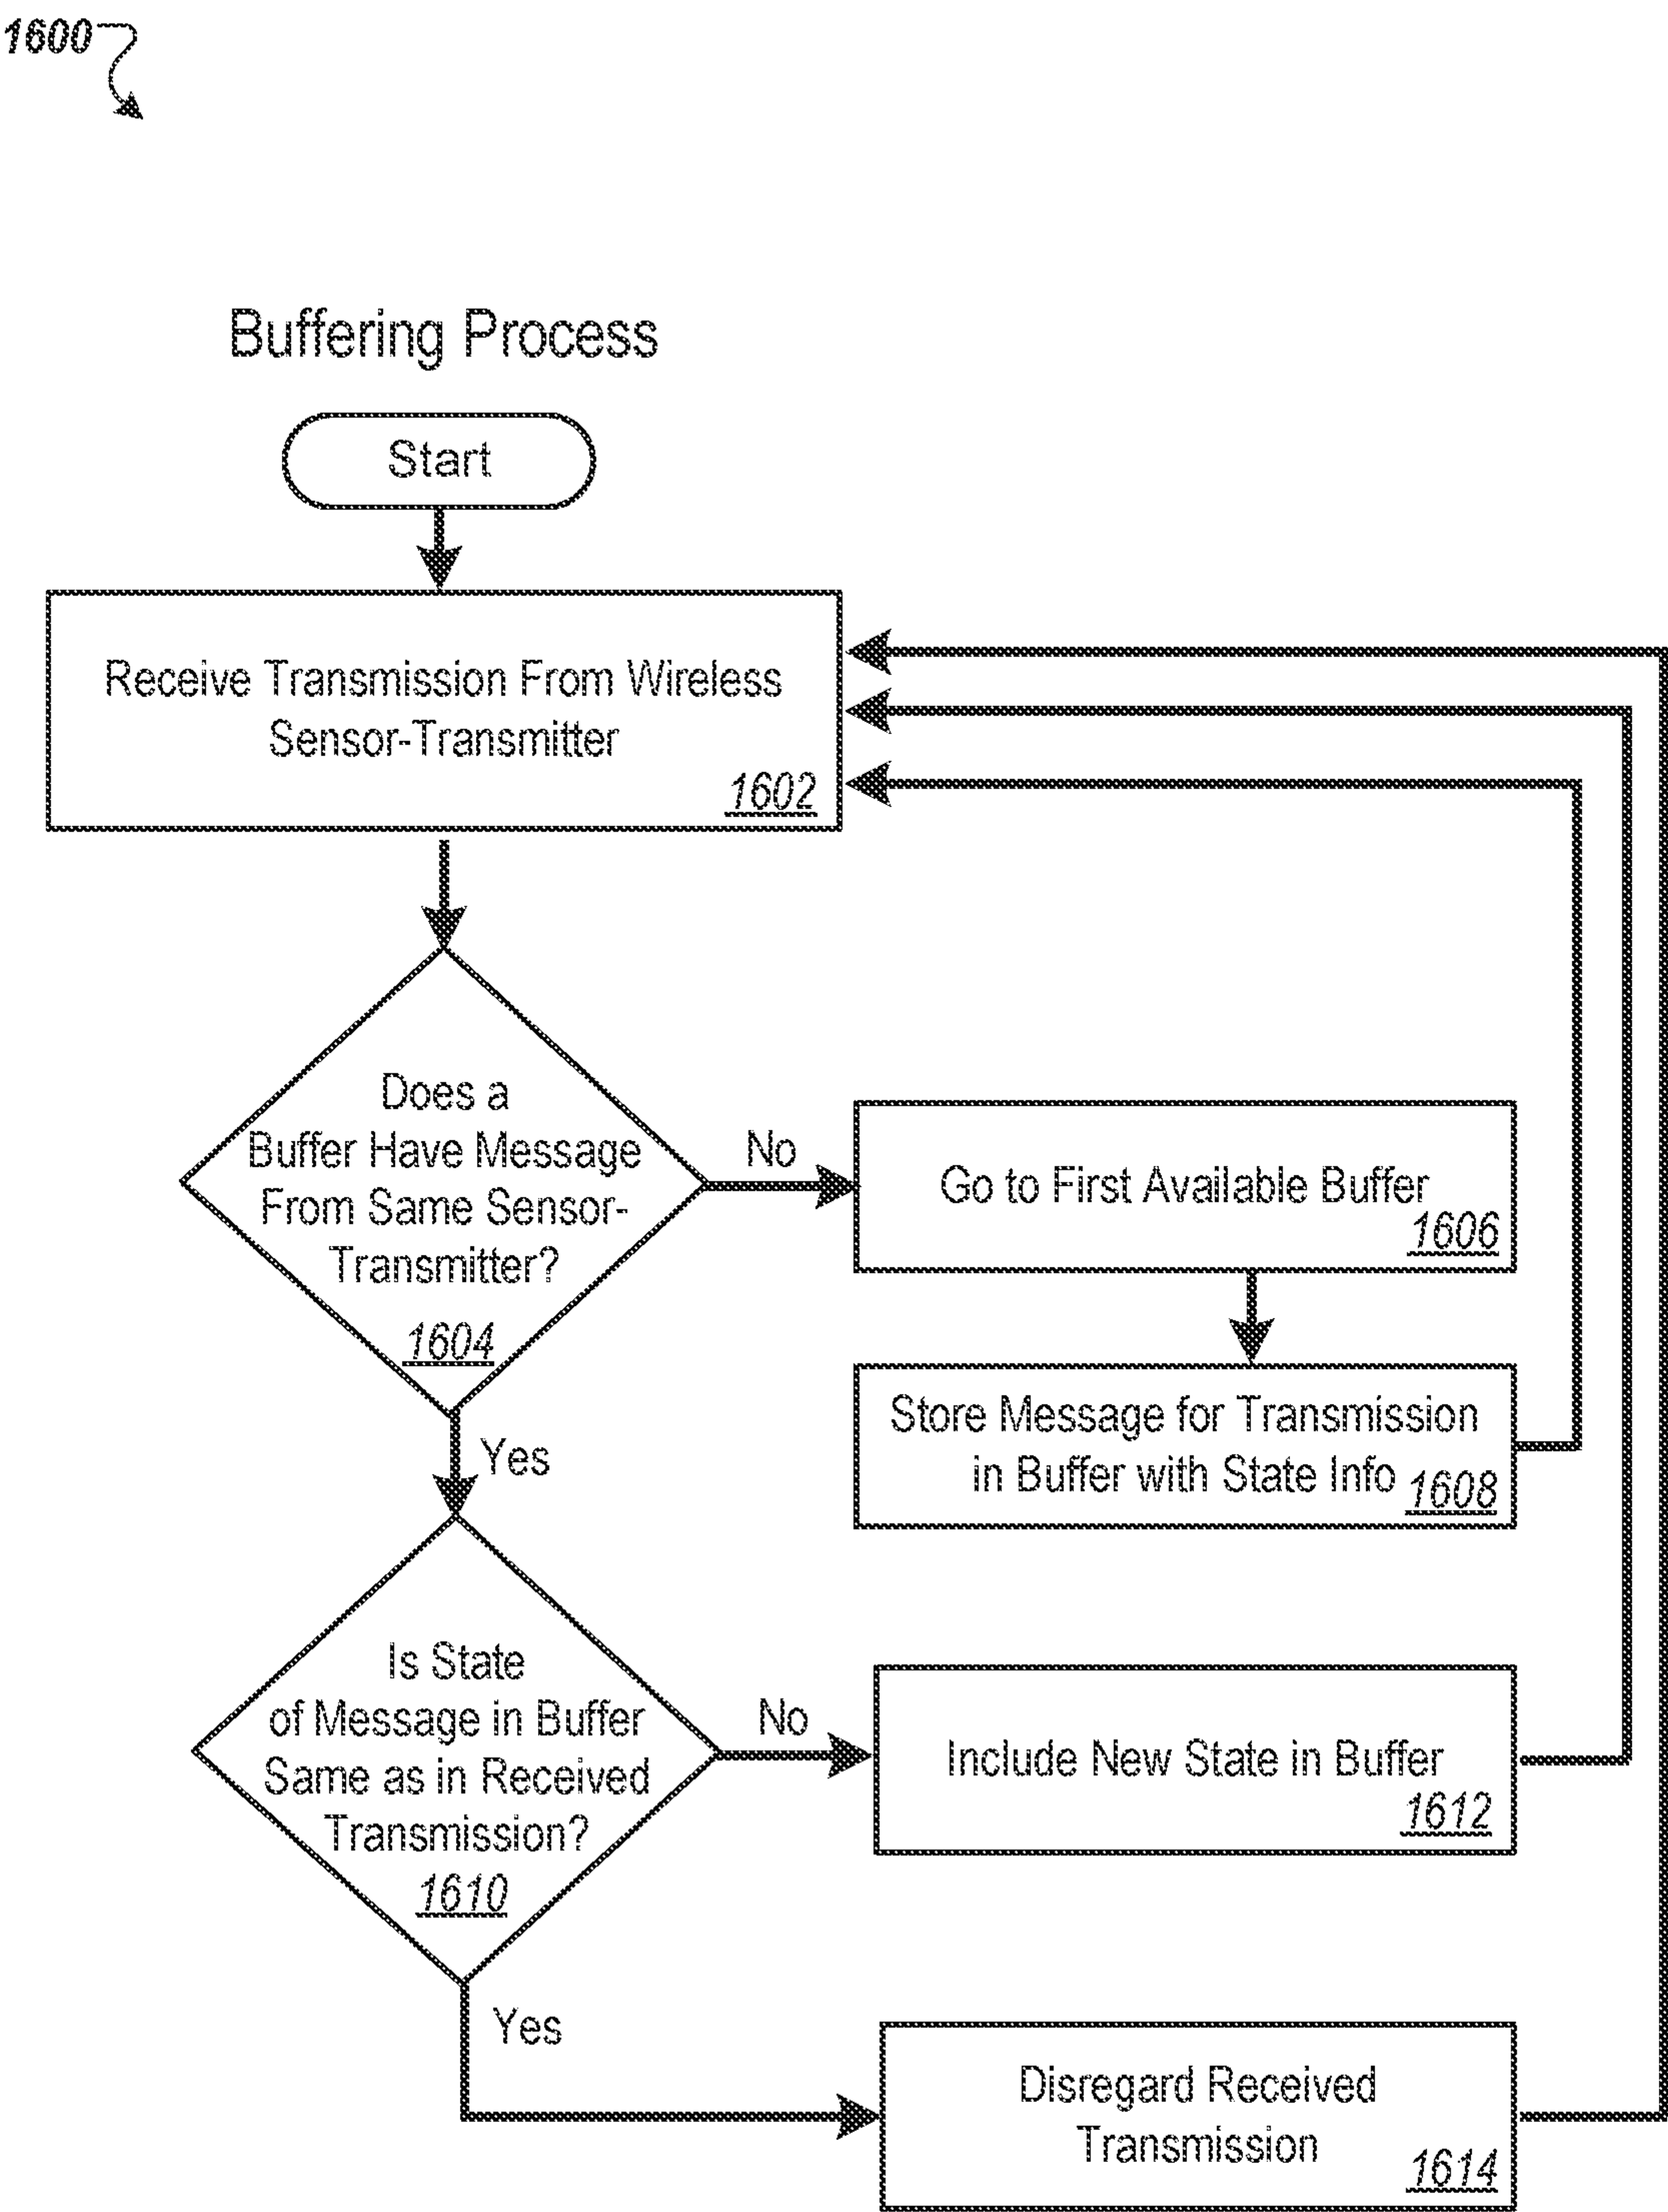 1600
Buffering Process
Start
Receive Transmission From Wireless
Sensor-Transmitter
1602
Does a
Buffer Have Message
From Same Sensor-
Transmitter?
1604
No
Go to First Available Buffer
1606
Store Message for Transmission
in Buffer with State Info
1608
Yes
Is State
of Message in Buffer
Same as in Received
Transmission?
1610
No
Include New State in Buffer
1612
Yes
Disregard Received
Transmission
1614